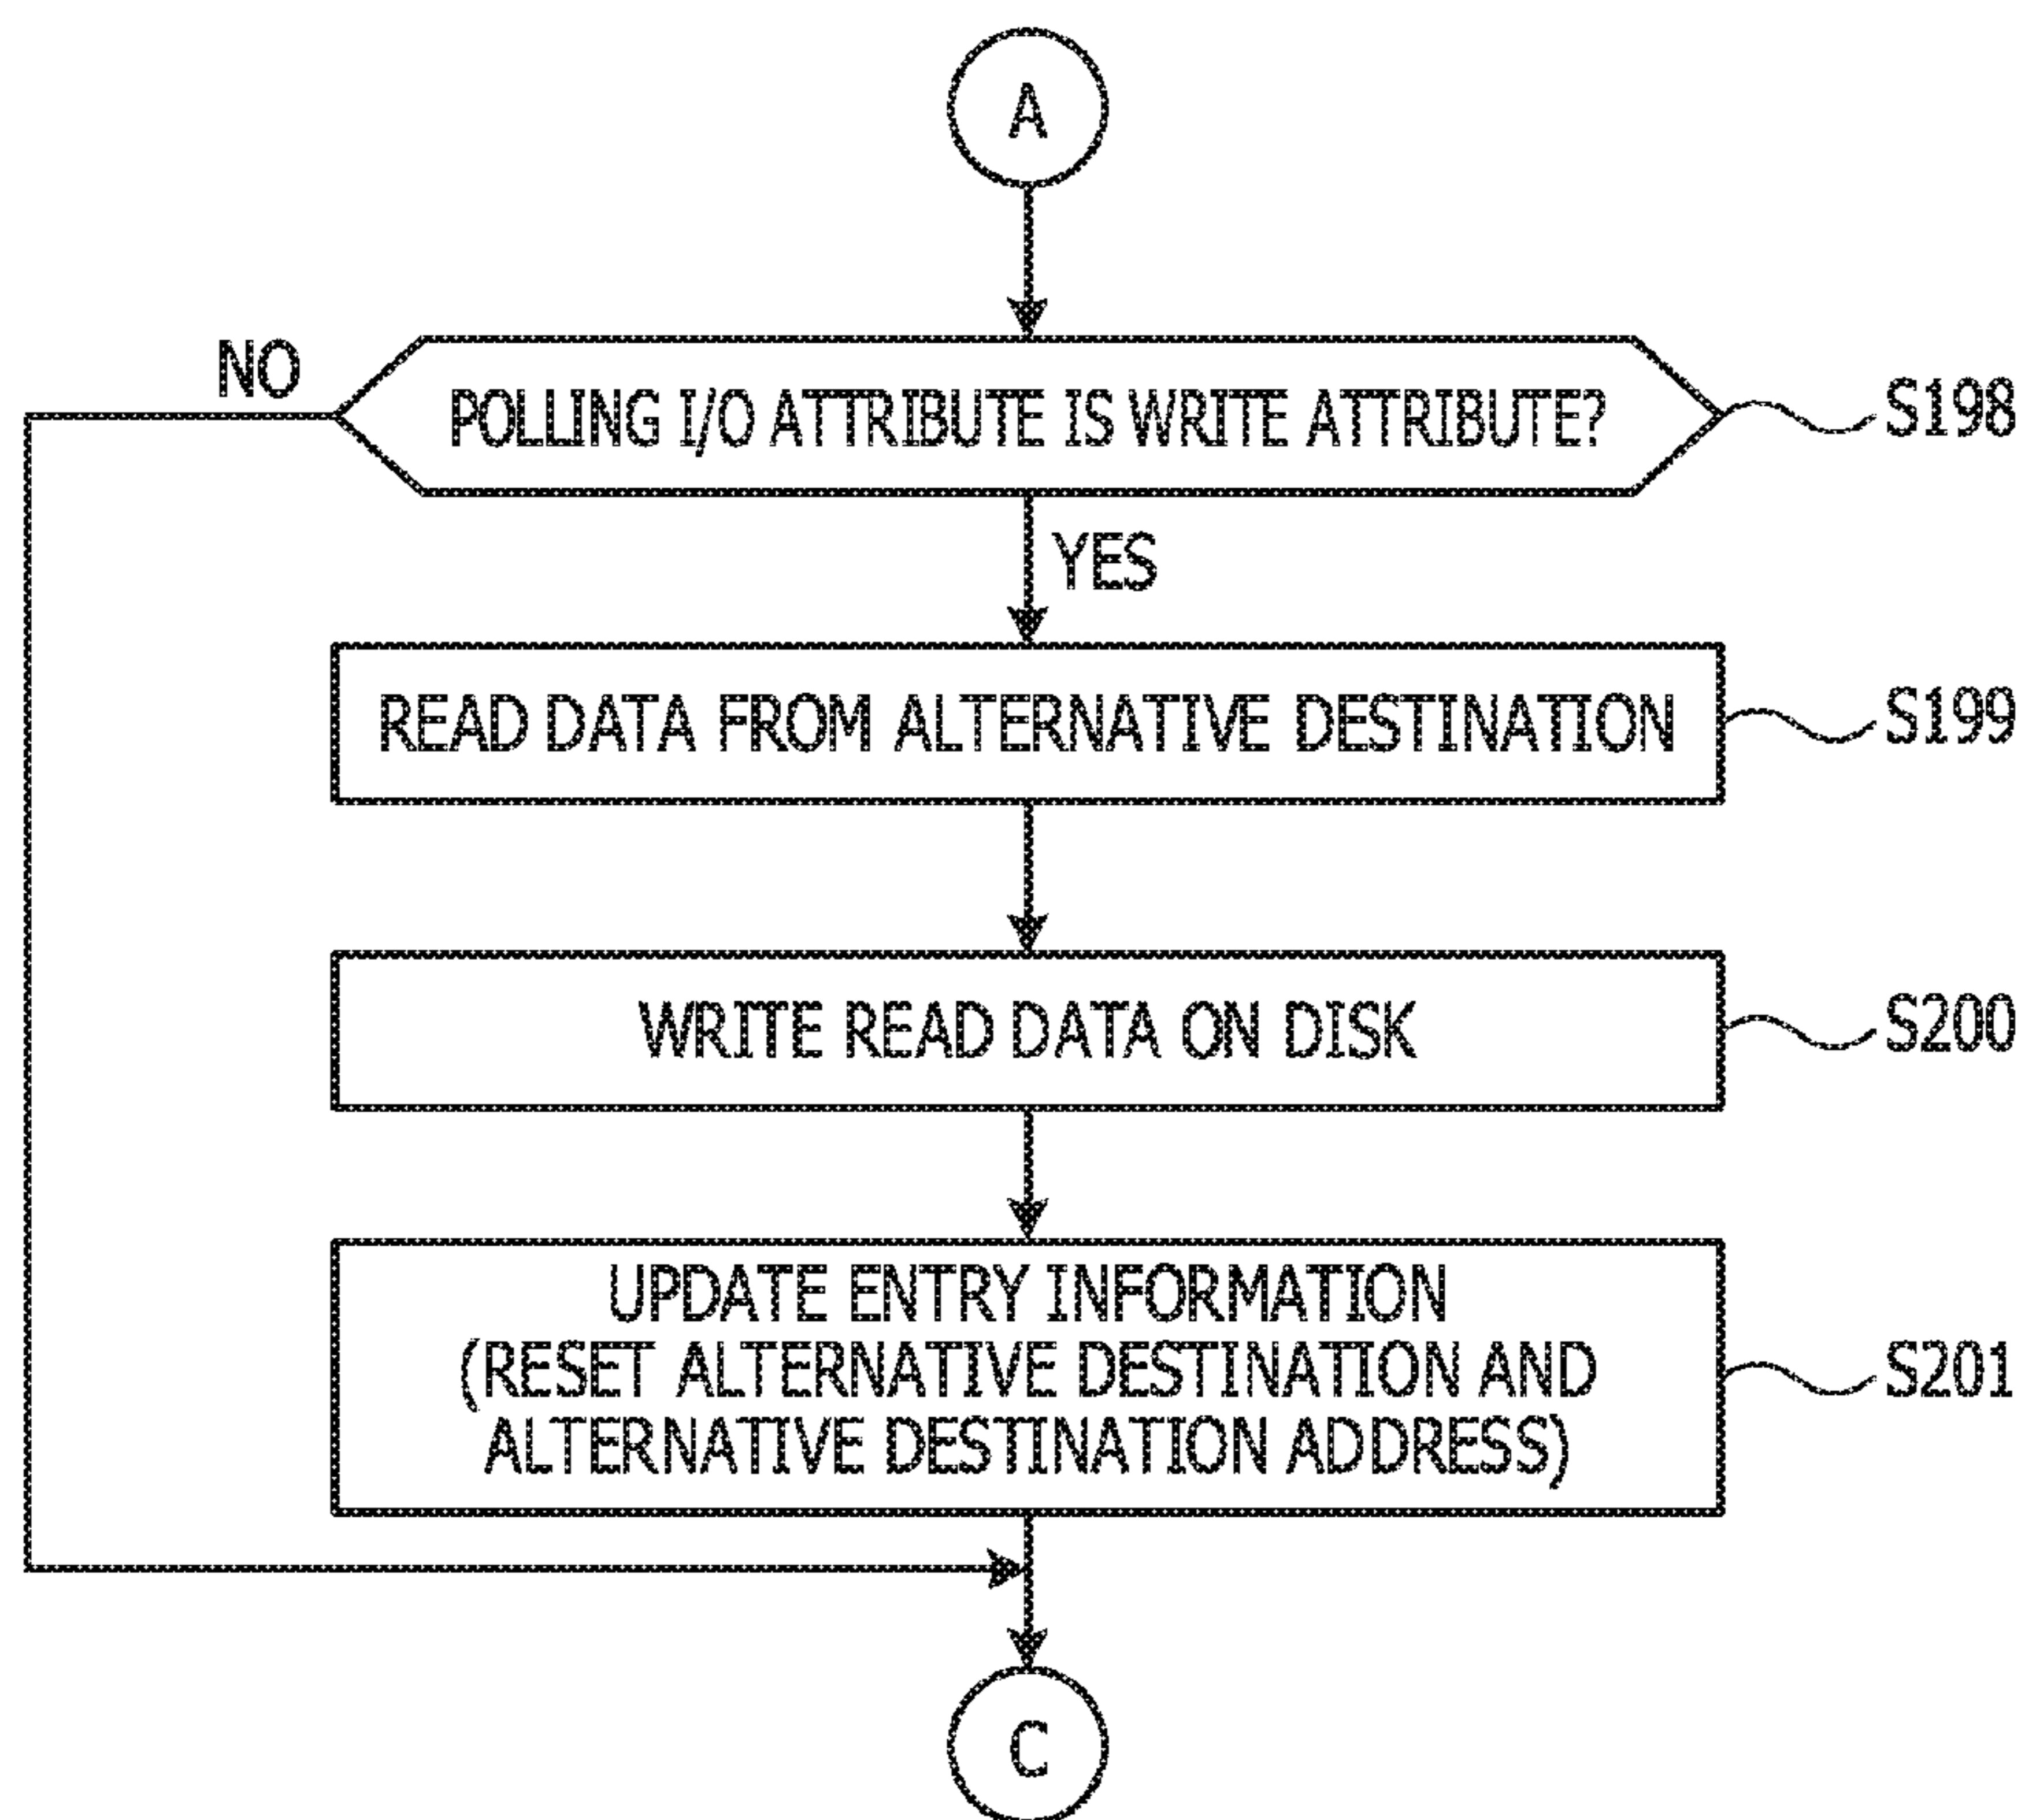 A
NO
POLLING I/O ATTRIBUTE IS WRITE ATTRIBUTE?
S198
YES
READ DATA FROM ALTERNATIVE DESTINATION
S199
WRITE READ DATA ON DISK
S200
UPDATE ENTRY INFORMATION
(RESET ALTERNATIVE DESTINATION AND
ALTERNATIVE DESTINATION ADDRESS)
S201
C